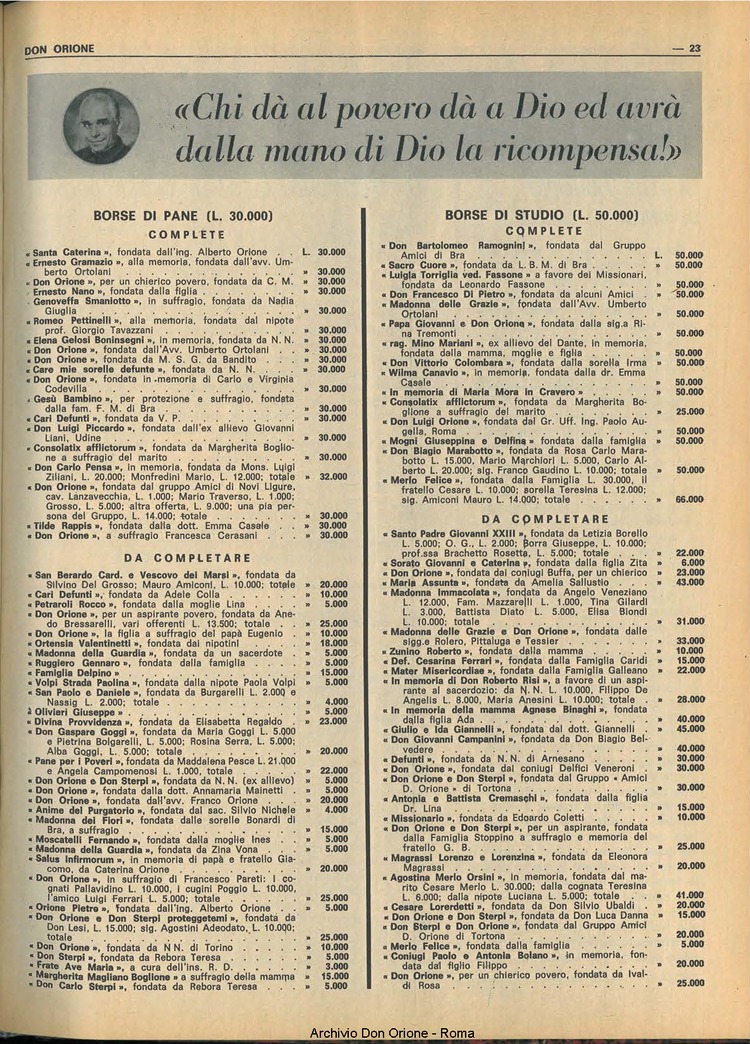 DON ORIONE — 23
«Chi dà al povero dà a Dio ed avrà
dalla mano di Dio la ricompensa!»
BORSE DI PANE (L. 30.000)
COMPLETE
« Santa Caterina », fondata dall'ing. Alberto Orione . L. 30.000
« Ernesto Gramazio », alla memoria, fondata dall'avv. Um-
berto Ortolani . . . » 30.000
« Don Orione », per un chierico povero, fondata da C. M. » 30.000
Ernesto Nano », fondata dalla figlia . . . » 30.000
Genoveffa Smaniotto », in suffragio, fondata da Nadia
Giuglia . . . » 30.000
« Romeo Pettinelli », alla memoria, fondata dal nipote
prof. Giorgio Tavazzani . . . » 30.000
« Elena Gelosi Boninsegni », in memoria, fondata da N. N. » 30.000
« Don Orione », fondata dall'Avv. Umberto Ortolani . . » 30.000
« Don Orione », fondata da M. S. G. da Bandito . . . » 30.000
« Care mie sorelle defunte », fondata da N. N. . . . » 30.000
« Don Orione », fondata in memoria di Carlo e Virginia
Codevilla . . . » 30.000
Gesù Bambino », per protezione e suffragio, fondata
dalla fam. F. M. di Bra . . . » 30.000
« Cari Defunti », fondata da V. P. . . . » 30.000
« Don Luigi Piccardo », fondata dall'ex allievo Giovanni
Liani, Udine . . . » 30.000
« Consolatix afflictorum », fondata da Margherita Boglio-
ne a suffragio del marito . . . » 30.000
« Don Carlo Pensa », in memoria, fondata da Mons. Luigi
Ziliani, L. 20.000; Monfredini Mario, L. 12.000; totale » 32.000
« Don Orione », fondata dal gruppo Amici di Novi Ligure,
cav. Lanzavecchia, L. 1.000; Mario Traverso, L. 1.000;
Grosso, L. 5.000; altra offerta, L. 9.000; una pia per-
sona del Gruppo, L. 14.000; totale . . . » 30.000
« Tilde Rappis », fondata dalla dott. Emma Casale . . » 30.000
« Don Orione », a suffragio Francesca Cerasani . . . » 30.000
DA COMPLETARE
« San Berardo Card. e Vescovo dei Marsi », fondata da
Silvino Del Grosso; Mauro Amiconi, L. 10.000; totale » 20.000
« Cari Defunti », fondata da Adele Colla . . . » 10.000
« Petraroli Rocco », fondata dalla moglie Lina . . . » 5.000
« Don Orione », per un aspirante povero, fondata da Ane-
do Bressarelli, vari offerenti L. 13.500; totale . . » 25.000
« Don Orione », la figlia a suffragio del papà Eugenio » 10.000
« Ortensia Valentinetti », fondata dai nipotini . . . » 18.000
« Madonna della Guardia », fondata da un sacerdote . » 5.000
« Ruggiero Gennaro », fondata dalla famiglia . . . » 5.000
« Famiglia Delpino » . . . » 15.000
« Volpi Strada Paolina », fondata dalla nipote Paola Volpi » 5.000
« San Paolo e Daniele », fondata da Burgarelli L. 2.000 e
Nassig L. 2.000; totale . . . » 4.000
« Olivieri Giuseppe » . . . » 5.000
« Divina Provvidenza », fondata da Elisabetta Regaldo . » 23.000
« Don Gaspare Goggi », fondata da Maria Goggi L. 5.000
e Pietrina Bolgarelli, L. 5.000; Rosina Serra, L. 5.000;
Alba Goggi, L. 5.000; totale . . . » 20.000
« Pane per i Poveri », fondata da Maddalena Pesce L. 21.000
e Angela Campomenosi L. 1.000, totale . . . » 22.000
« Don Orione e Don Sterpi », fondata da N. N. (ex allievo) » 5.000
« Don Orione », fondata dalla dott. Annamaria Mainetti . » 5.000
« Don Orione », fondata dall'avv. Franco Orione . . . » 20.000
« Anime del Purgatorio », fondata dal sac. Silvio Nichele » 4.000
« Madonna dei Fiori », fondata dalle sorelle Bonardi di
Bra, a suffragio . . . » 15.000
« Moscatelli Fernando », fondata dalla moglie Ines . . » 5.000
« Madonna della Guardia », fondata da Zina Vona . . » 5.000
« Salus Infirmorum », in memoria di papà e fratello Gia-
como, da Caterina Orione . . . » 20.000
« Don Orione », in suffragio di Francesco Pareti: i co-
gnati Pallavidino L. 10.000, i cugini Poggio L. 10.000,
l'amico Luigi Ferrari L. 5.000; totale . . . » 25.000
« Orione Pietro », fondata dall'ing. Alberto Orione . . » 5.000
« Don Orione e Don Sterpi proteggetemi », fondata da
Don Lesi, L. 15.000; sig. Agostini Adeodato, L. 10.000;
totale . . . » 25.000
« Don Orione », fondata da N N. di Torino . . . » 10.000
« Don Sterpi », fondata da Rebora Teresa . . . » 5.000
« Frate Ave Maria », a cura dell'ins. R. D. . . . » 3.000
« Margherita Magliano Boglione » a suffragio della mamma » 15.000
« Don Carlo Sterpi », fondata da Rebora Teresa . . . » 5.000
BORSE DI STUDIO (L. 50.000)
COMPLETE
« Don Bartolomeo Ramognini », fondata dal Gruppo
Amici di Bra . . . L. 50.000
« Sacro Cuore », fondata da L. B. M. di Bra . . . » 50.000
« Luigia Torriglia ved. Fassone » a favore dei Missionari,
fondata da Leonardo Fassone . . . » 50.000
« Don Francesco Di Pietro », fondata da alcuni Amici . » 50.000
« Madonna delle Grazie », fondata dall'Avv. Umberto
Ortolani . . . » 50.000
« Papa Giovanni e Don Orione », fondata dalla sig.a Ri-
na Tremonti . . . » 50.000
« rag. Mino Mariani », ex allievo del Dante, in memoria,
fondata dalla mamma, moglie e figlia . . . » 50.000
« Don Vittorio Colombara », fondata dalla sorella Irma » 50.000
« Wilma Canavio », in memoria, fondata dalla dr. Emma
Casale . . . » 50.000
« In memoria di Maria Mora in Cravero » . . . » 50.000
« Consolatix afflictorum », fondata da Margherita Bo-
glione a suffragio del marito . . . » 25.000
« Don Luigi Orione », fondata dal Gr. Uff. Ing. Paolo Au-
gella, Roma . . . » 50.000
« Mogni Giuseppina e Delfina » fondata dalla famiglia » 50.000
« Don Biagio Marabotto » fondata da Rosa Carlo Mara-
botto L. 15.000, Mario Marchiori L. 5.000, Carlo Al-
berto L. 20.000; sig. Franco Gaudino L. 10.000; totale » 50.000
« Merlo Felice », fondata dalla Famiglia L. 30.000, il
fratello Cesare L. 10.000; sorella Teresina L. 12.000;
sig. Amiconi Mauro L. 14.000; totale . . . » 66.000
DA COMPLETARE
« Santo Padre Giovanni XXIII », fondata da Letizia Borello
L. 5.000; O. G., L. 2.000; Borra Giuseppe, L. 10.000;
prof.ssa Brachetto Rosetta, L. 5.000; totale . . . » 22.000
« Sorato Giovanni e Caterina », fondata dalla figlia Zita » 6.000
« Don Orione », fondata dai coniugi Buffa, per un chierico » 23.000
« Maria Assunta », fondata da Amelia Sallustio . . . » 43.000
« Madonna Immacolata », fondata da Angelo Veneziano
L. 12.000, Fam. Mazzarelli L. 1.000, Tina Gilardi
L. 3.000, Battista Diato L. 5.000, Elisa Biondi
L. 10.000; totale . . . » 31.000
« Madonna delle Grazie e Don Orione », fondata dalle
sigg.e Rolero, Pittaluga e Tessier . . . » 33.000
« Zunino Roberto », fondata dalla mamma . . . » 10.000
« Def. Cesarina Ferrari », fondata dalla Famiglia Caridi » 15.000
« Mater Misericordiae », fondata dalla Famiglia Galleano » 22.000
« In memoria di Don Roberto Risi », a favore di un aspi-
rante al sacerdozio: da N. N. L. 10.000, Filippo De
Angelis L. 8.000, Maria Anesini L. 10.000; totale . » 28.000
« In memoria della mamma Agnese Binaghi », fondata
dalla figlia Ada . . . » 40.000
« Giulio e Ida Giannelli », fondata dal dott. Giannelli . » 45.000
« Don Giovanni Campanini », fondata da Don Biagio Bel-
vedere . . . » 40.000
« Defunti », fondata da N. N. di Arnesano . . . » 30.000
« Don Orione », fondata dai coniugi Delfici Veneroni . » 30.000
« Don Orione e Don Sterpi », fondata dal Gruppo « Amici
D. Orione » di Tortona . . . » 30.000
« Antonia e Battista Cremaschi », fondata dalla figlia
Dr. Lina . . . » 15.000
« Missionario », fondata da Edoardo Coletti . . . » 10.000
« Don Orione e Don Sterpi », per un aspirante, fondata
dalla Famiglia Stoppino a suffragio e memoria del
fratello G. B. . . . » 25.000
« Magrassi Lorenzo e Lorenzina », fondata da Eleonora
Magrassi . . . » 20.000
« Agostina Merlo Orsini », in memoria, fondata dal ma-
rito Cesare Merlo L. 30.000; dalla cognata Teresina
L. 6.000; dalla nipote Luciana L. 5.000; totale . . » 41.000
« Cesare Lorerdetti », fondata da Don Silvio Ubaldi . » 20.000
« Don Orione e Don Sterpi », fondata da Don Luca Danna » 15.000
« Don Sterpi e Don Orione », fondata dal Gruppo Amici
D. Orione di Tortona . . . » 20.000
« Merlo Felice », fondata dalla famiglia . . . » 5.000
« Coniugi Paolo e Antonia Bolano », in memoria, fon-
data dal figlio Filippo . . . » 20.000
« Don Orione », per un chierico povero, fondata da Ival-
di Rosa . . . » 25.000
Archivio Don Orione - Roma